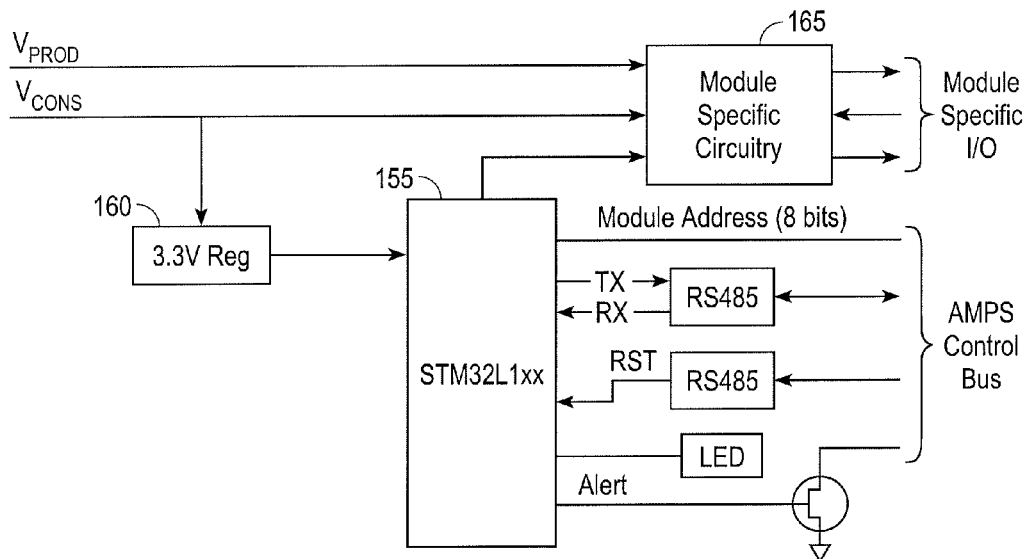 165
V_PROD
V_CONS
Module
Specific
Circuitry
Module
Specific
I/O
155
160
3.3V Reg
Module Address (8 bits)
TX
RX
RS485
RST
RS485
STM32L1xx
LED
Alert
AMPS
Control
Bus